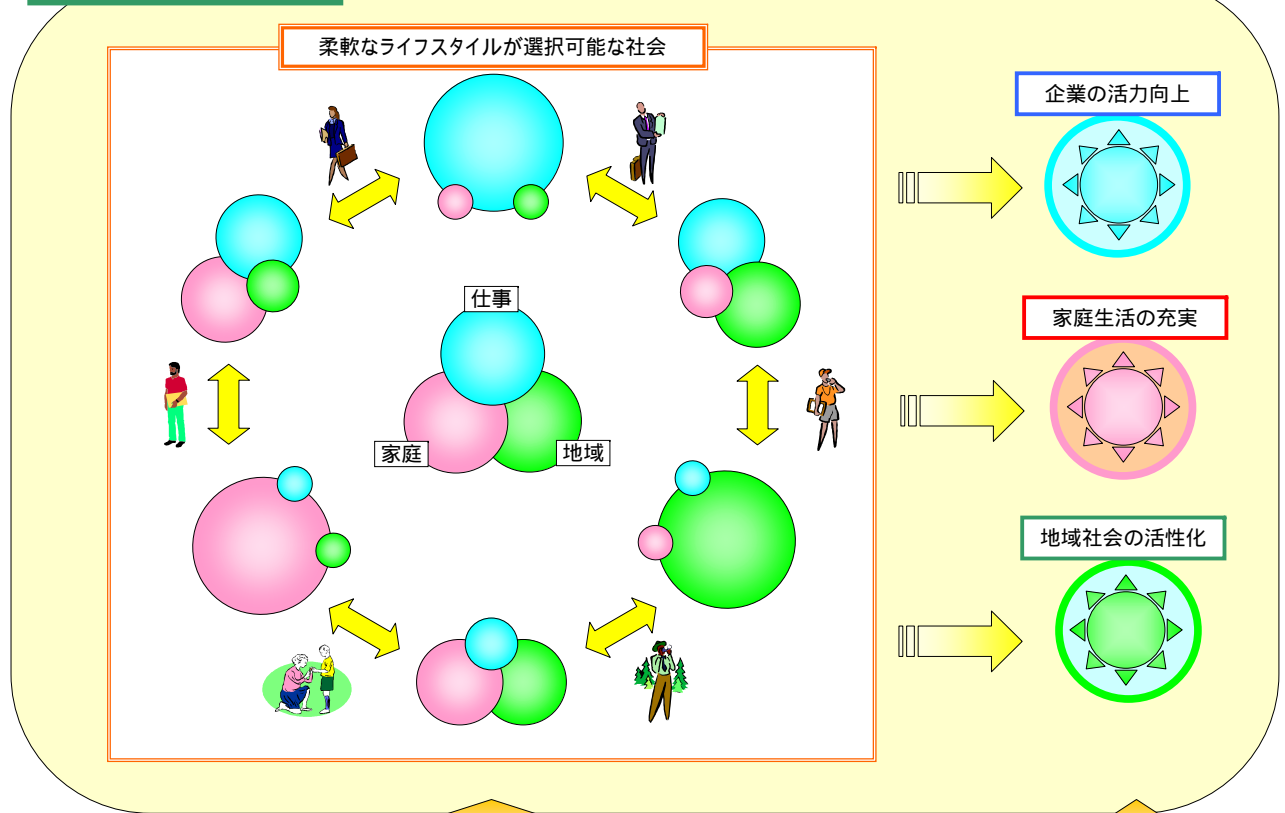 柔軟なライフスタイルが選択可能な社会
企業の活力向上
仕事
家庭生活の充実
家庭
地域
地域社会の活性化